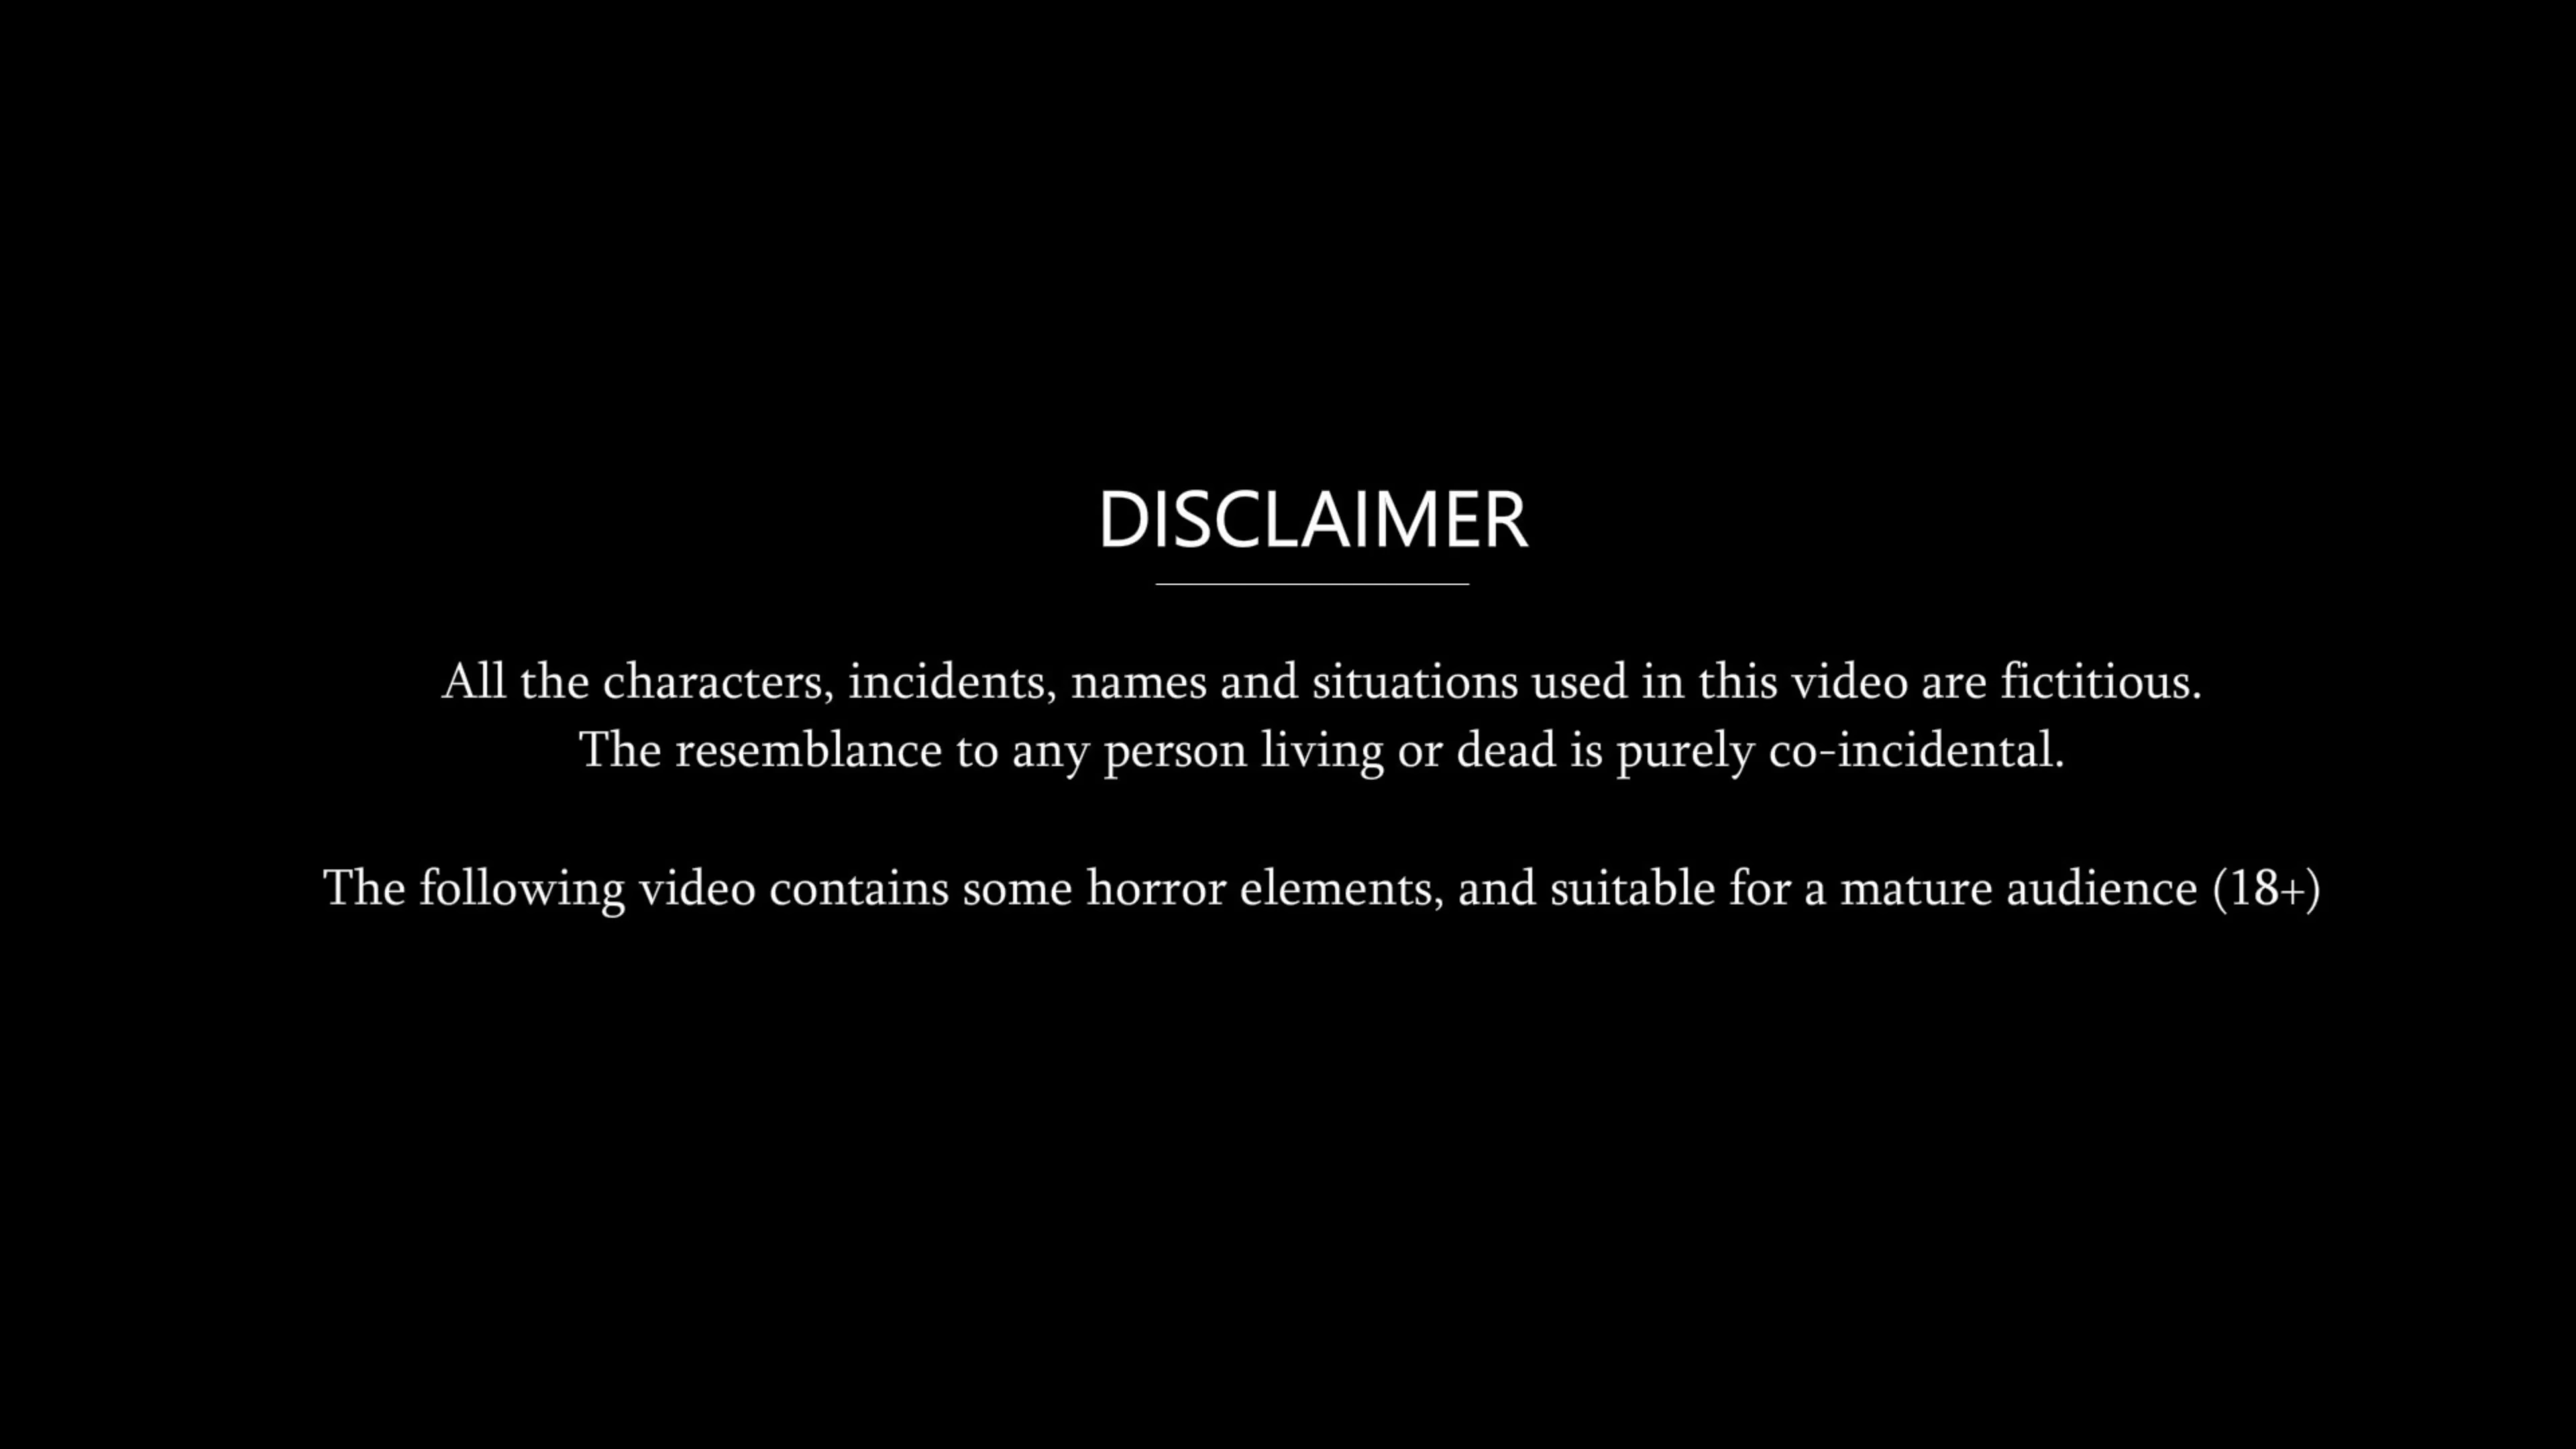 DISCLAIMER
All the characters, incidents, names and situations used in this video are fictitious.
The resemblance to any person living or dead is purely co-incidental.
The following video contains some horror elements, and suitable for a mature audience (18+)